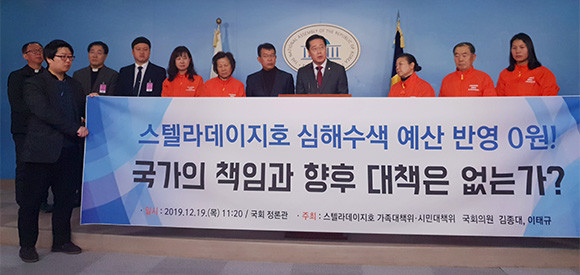 스텔라데이지호 심해수색 예산 반영 0원!
국가의 책임과 향후 대책은 없는가?
· 일시 : 2019.12.19.(목) 11:20 / 국회 정론관 · 주최 : 스텔라데이지호 가족대책위·시민대책위 국회의원 김종대, 이태규